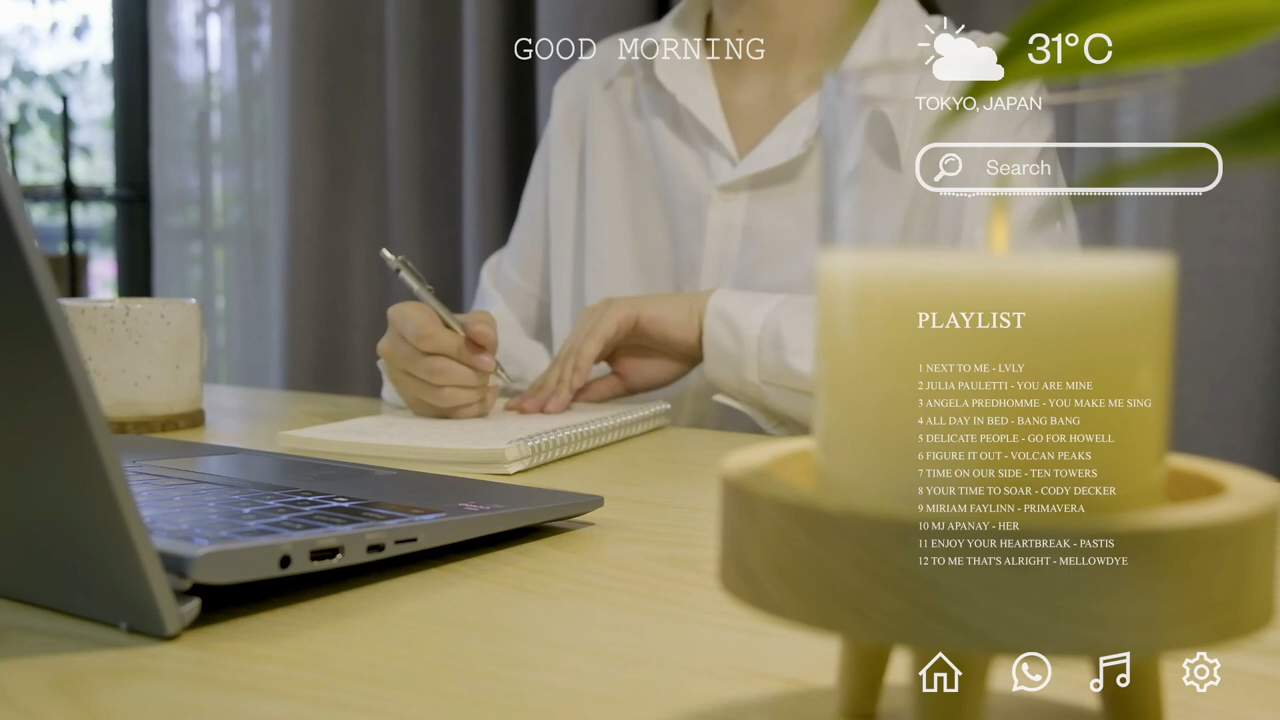 GOOD MORNING
31°C
TOKYO, JAPAN
Search
PLAYLIST
1 NEXT TO ME - LVLY
2 JULIA PAULETTI - YOU ARE MINE
3 ANGELA PREDHOMME - YOU MAKE ME SING
4 ALL DAY IN BED - BANG BANG
5 DELICATE PEOPLE - GO FOR HOWELL
6 FIGURE IT OUT - VOLCAN PEAKS
7 TIME ON OUR SIDE - TEN TOWERS
8 YOUR TIME TO SOAR - CODY DECKER
9 MIRIAM FAYLINN - PRIMAVERA
10 MJ APANAY - HER
11 ENJOY YOUR HEARTBREAK - PASTIS
12 TO ME THAT'S ALRIGHT - MELLOWDYE